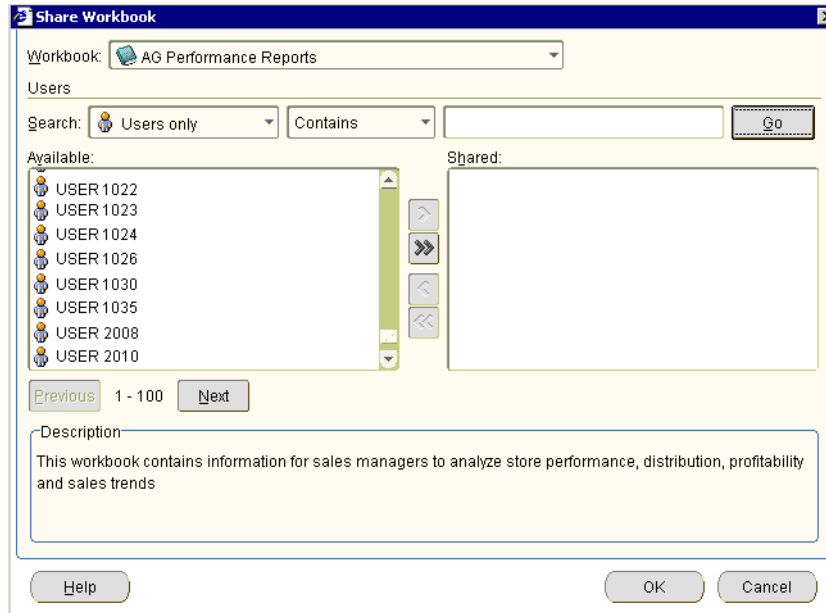 Share Workbook
Workbook: AG Performance Reports
Users
Search: Users only Contains Go
Available: Shared:
USER 1022
USER 1023
USER 1024
USER 1026
USER 1030
USER 1035
USER 2008
USER 2010
Previous 1 - 100 Next
Description
This workbook contains information for sales managers to analyze store performance, distribution, profitability
and sales trends
Help OK Cancel